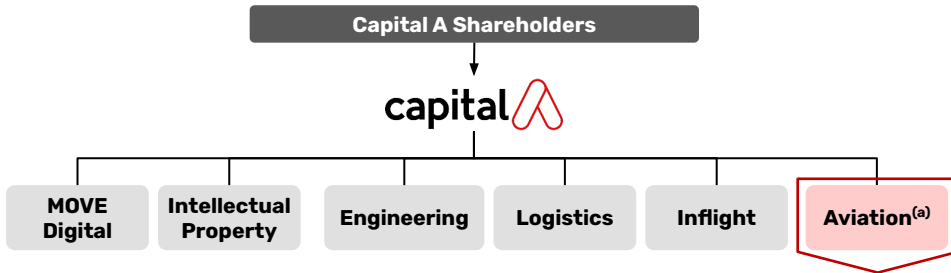 Capital A Shareholders
capital A
MOVE
Digital
Intellectual
Property
Engineering
Logistics
Inflight
Aviation(a)